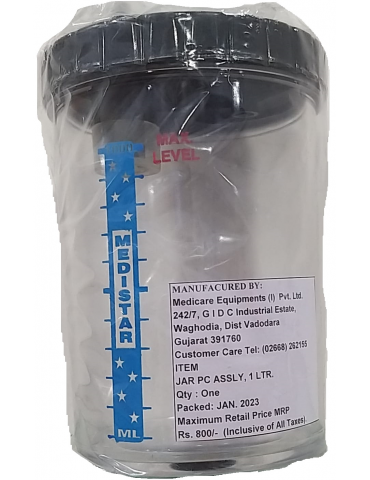 MAX
LEVEL
MEDISTAR
ML
MANUFACURED BY:
Medicare Equipments (I) Pvt. Ltd.
242/7, G I D C Industrial Estate,
Waghodia, Dist Vadodara
Gujarat 391760
Customer Care Tel: (02668) 262155
ITEM
JAR PC ASSLY, 1 LTR.
Qty : One
Packed: JAN. 2023
Maximum Retail Price MRP
Rs. 800/- (Inclusive of All Taxes)